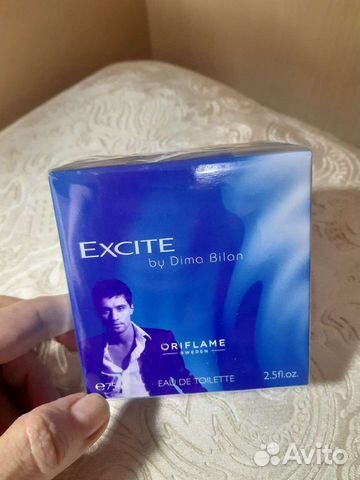 EXCITE
by Dima Bilan
ORIFLAME
SWEDEN
EAU DE TOILETTE
2.5fl.oz.
Avito